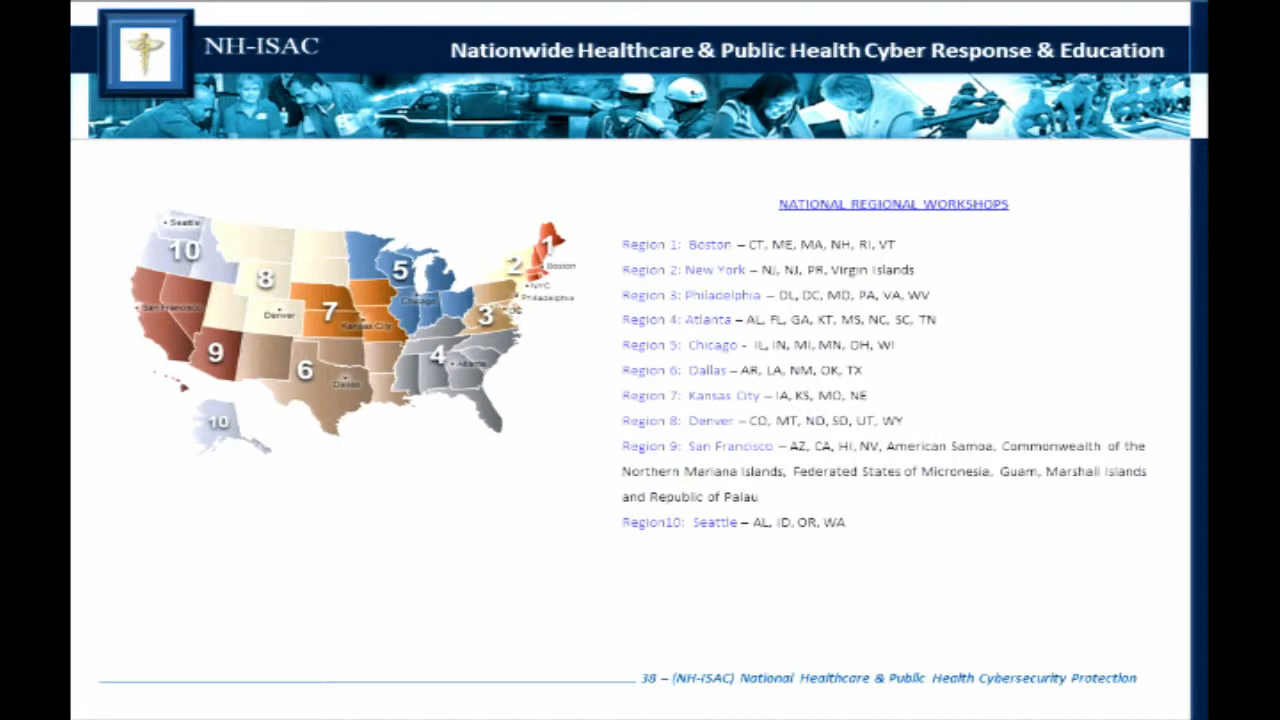 NH-ISAC
Nationwide Healthcare & Public Health Cyber Response & Education
NATIONAL REGIONAL WORKSHOPS
Region 1: Boston – CT, ME, MA, NH, RI, VT
Region 2: New York – NJ, NJ, PR, Virgin Islands
Region 3: Philadelphia – DL, DC, MD, PA, VA, WV
Region 4: Atlanta – AL, FL, GA, KT, MS, NC, SC, TN
Region 5: Chicago - IL, IN, MI, MN, OH, WI
Region 6: Dallas – AR, LA, NM, OK, TX
Region 7: Kansas City – IA, KS, MO, NE
Region 8: Denver – CO, MT, ND, SD, UT, WY
Region 9: San Francisco – AZ, CA, HI, NV, American Samoa, Commonwealth of the
Northern Mariana Islands, Federated States of Micronesia, Guam, Marshall Islands
and Republic of Palau
Region10: Seattle – AL, ID, OR, WA
Seattle
10
1
2
Boston
8
5
NYC
Philadelphia
Chicago
San Francisco
Denver
7
Kansas City
3
DC
9
6
4
Atlanta
Dallas
10
38 – (NH-ISAC) National Healthcare & Public Health Cybersecurity Protection